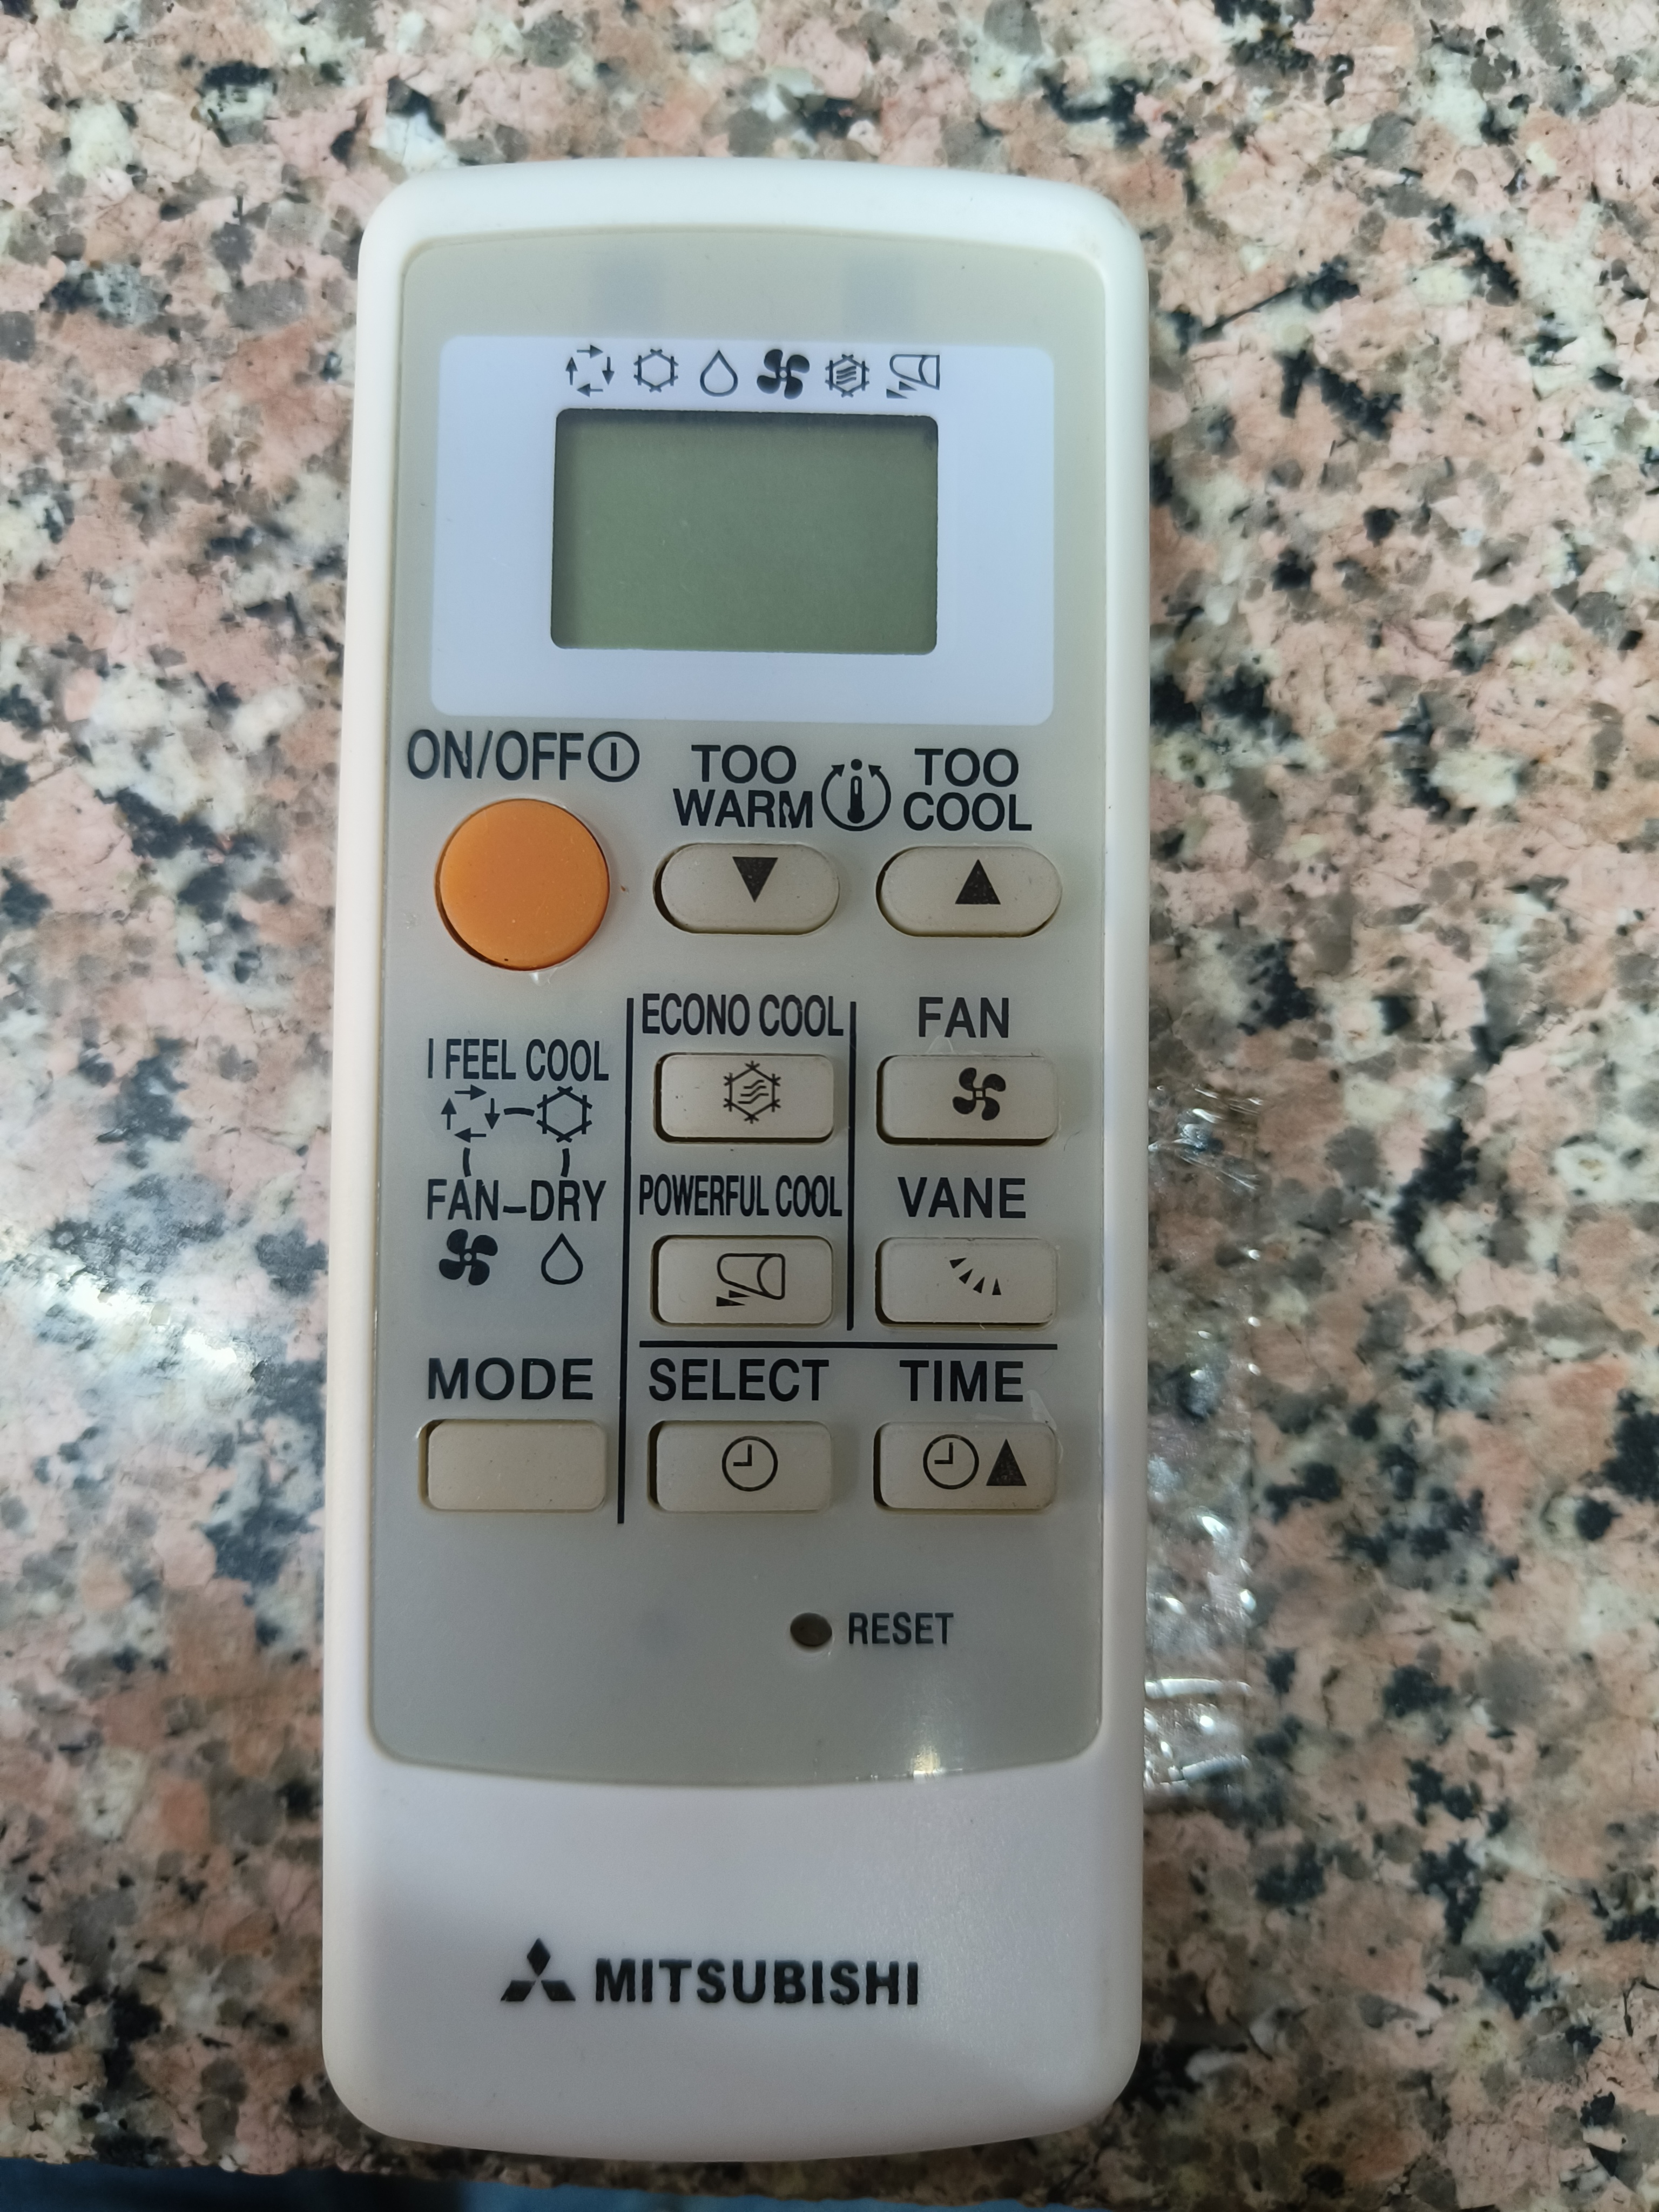 ON/OFF
TOO WARM
TOO COOL
ECONO COOL
FAN
I FEEL COOL
POWERFUL COOL
VANE
FAN-DRY
MODE
SELECT
TIME
RESET
MITSUBISHI